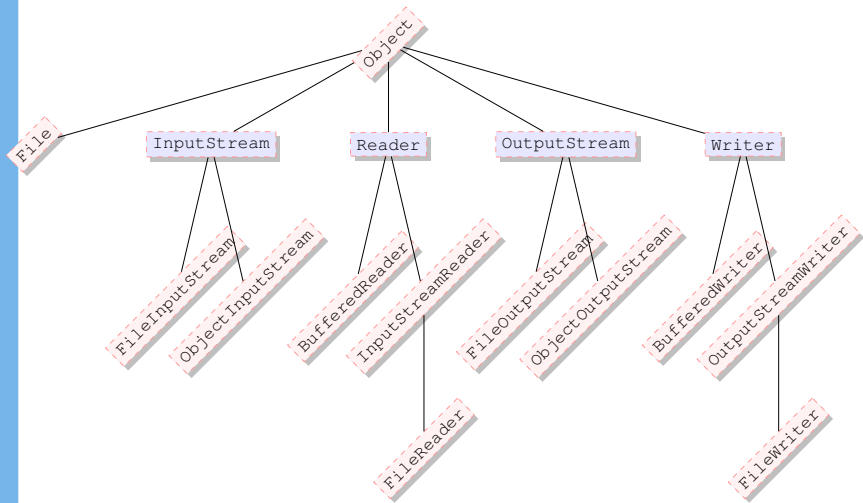 Object
File
InputStream
Reader
OutputStream
Writer
FileInputStream
ObjectInputStream
BufferedReader
InputStreamReader
FileOutputStream
ObjectOutputStream
BufferedWriter
OutputStreamWriter
FileReader
FileWriter